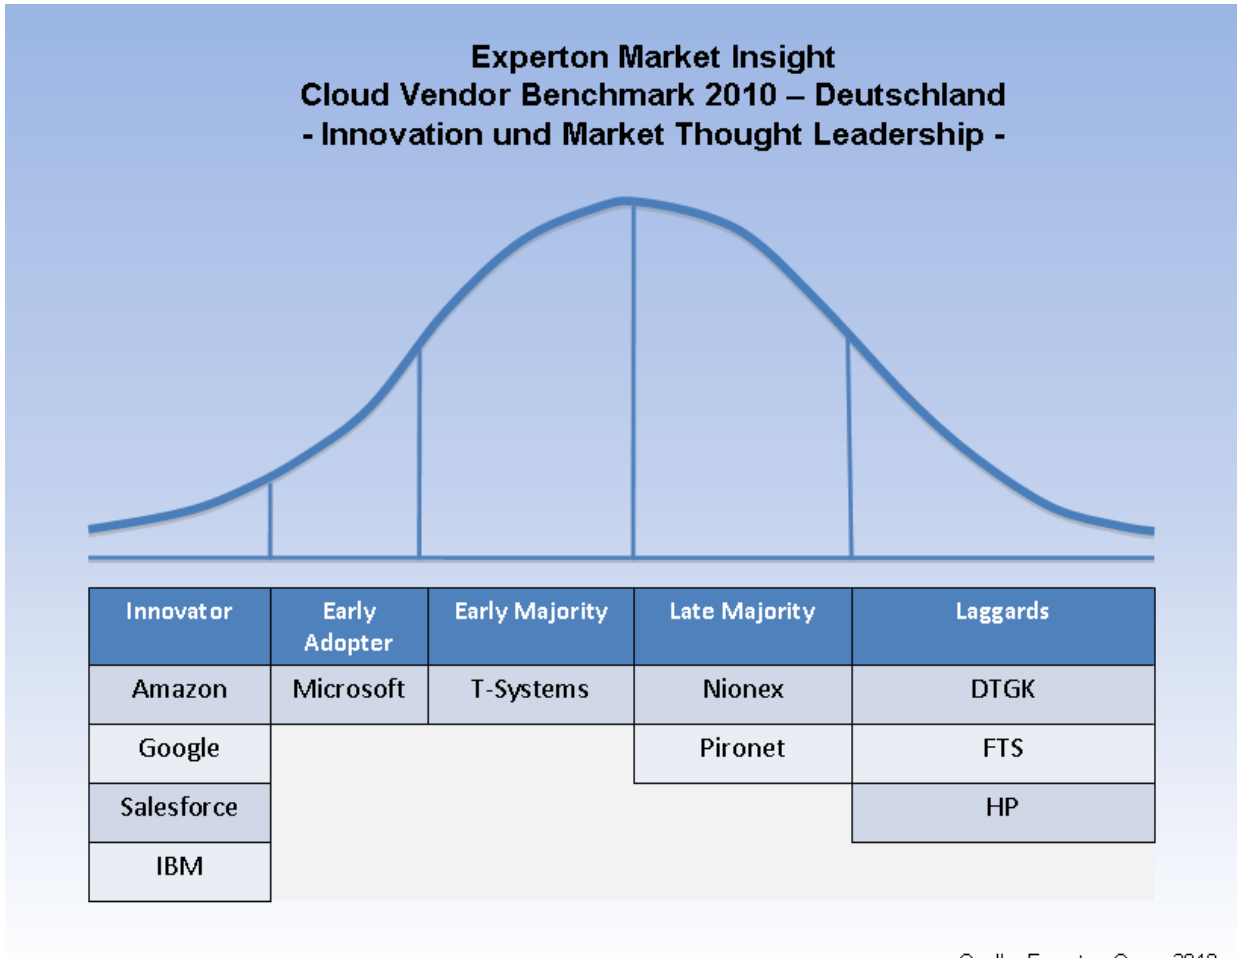 Experton Market Insight
Cloud Vendor Benchmark 2010 – Deutschland
- Innovation und Market Thought Leadership -
Innovator Early Adopter Early Majority Late Majority Laggards
Amazon Microsoft T-Systems Nionex DTGK
Google Pironet FTS
Salesforce HP
IBM